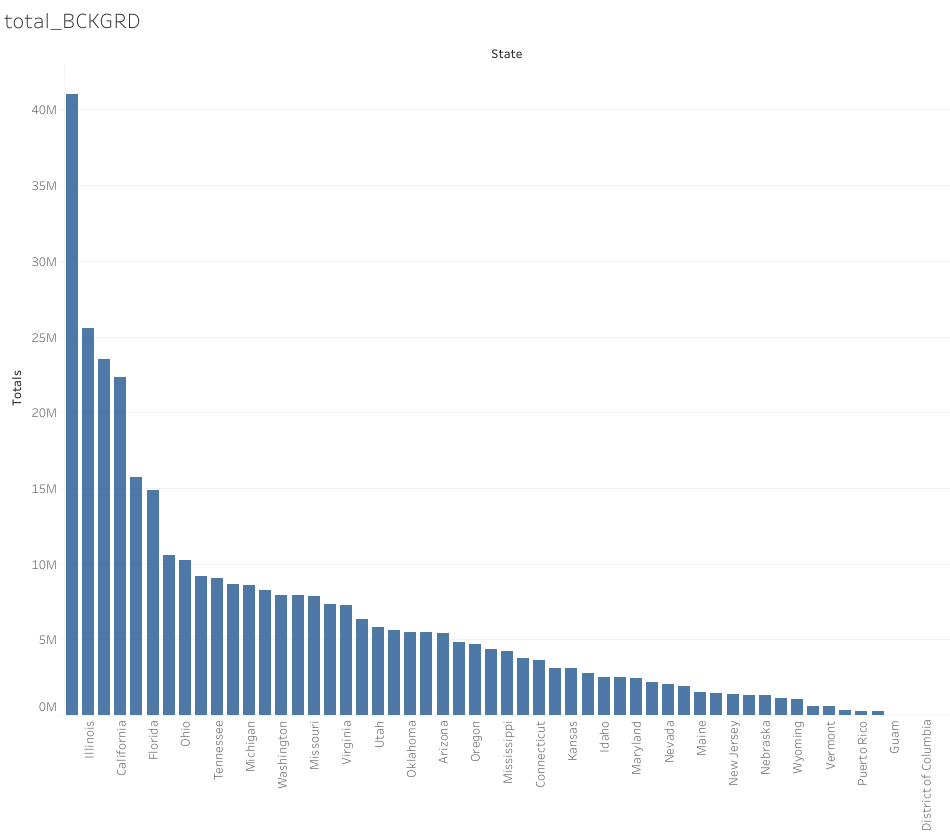 total_BCKGRD
State
Totals
40M
35M
30M
25M
20M
15M
10M
5M
0M
Illinois
California
Florida
Ohio
Tennessee
Michigan
Washington
Missouri
Virginia
Utah
Oklahoma
Arizona
Oregon
Mississippi
Connecticut
Kansas
Idaho
Maryland
Nevada
Maine
New Jersey
Nebraska
Wyoming
Vermont
Puerto Rico
Guam
District of Columbia